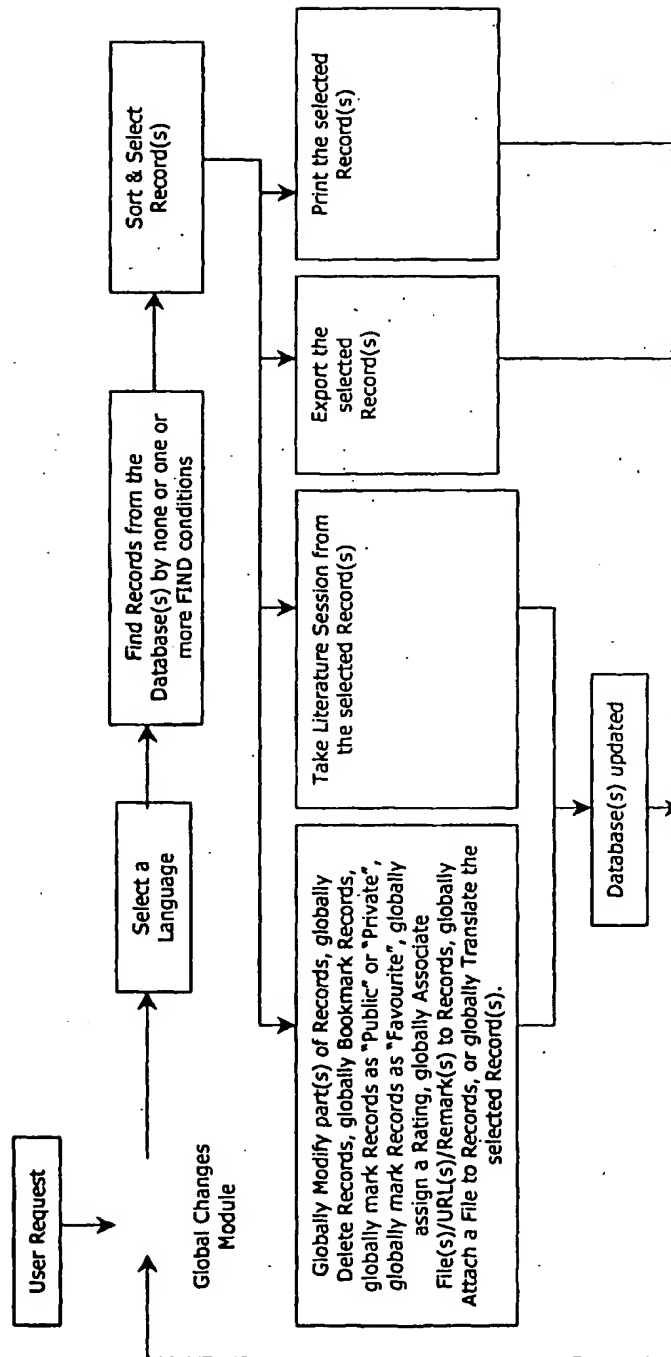 User Request
Global Changes
Module
Select a
Language
Find Records from the
Database(s) by none or one or
more FIND conditions
Sort & Select
Record(s)
Globally Modify part(s) of Records, globally
Delete Records, globally Bookmark Records,
globally mark Records as "Public" or "Private",
globally mark Records as "Favourite", globally
assign a Rating, globally Associate
File(s)/URL(s)/Remark(s) to Records, globally
Attach a File to Records, or globally Translate the
selected Record(s).
Take Literature Session from
the selected Record(s)
Export the
selected
Record(s)
Print the selected
Record(s)
Database(s) updated